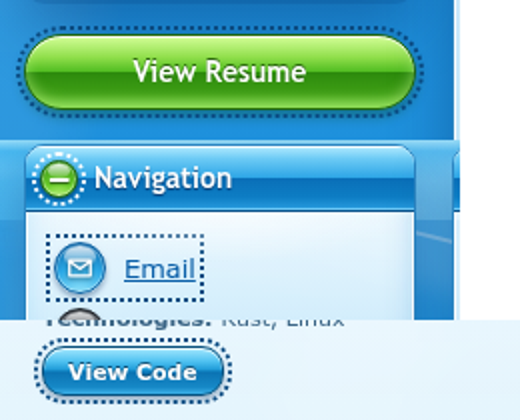 View Resume
Navigation
Email
Technologies: Rust, Linux
View Code